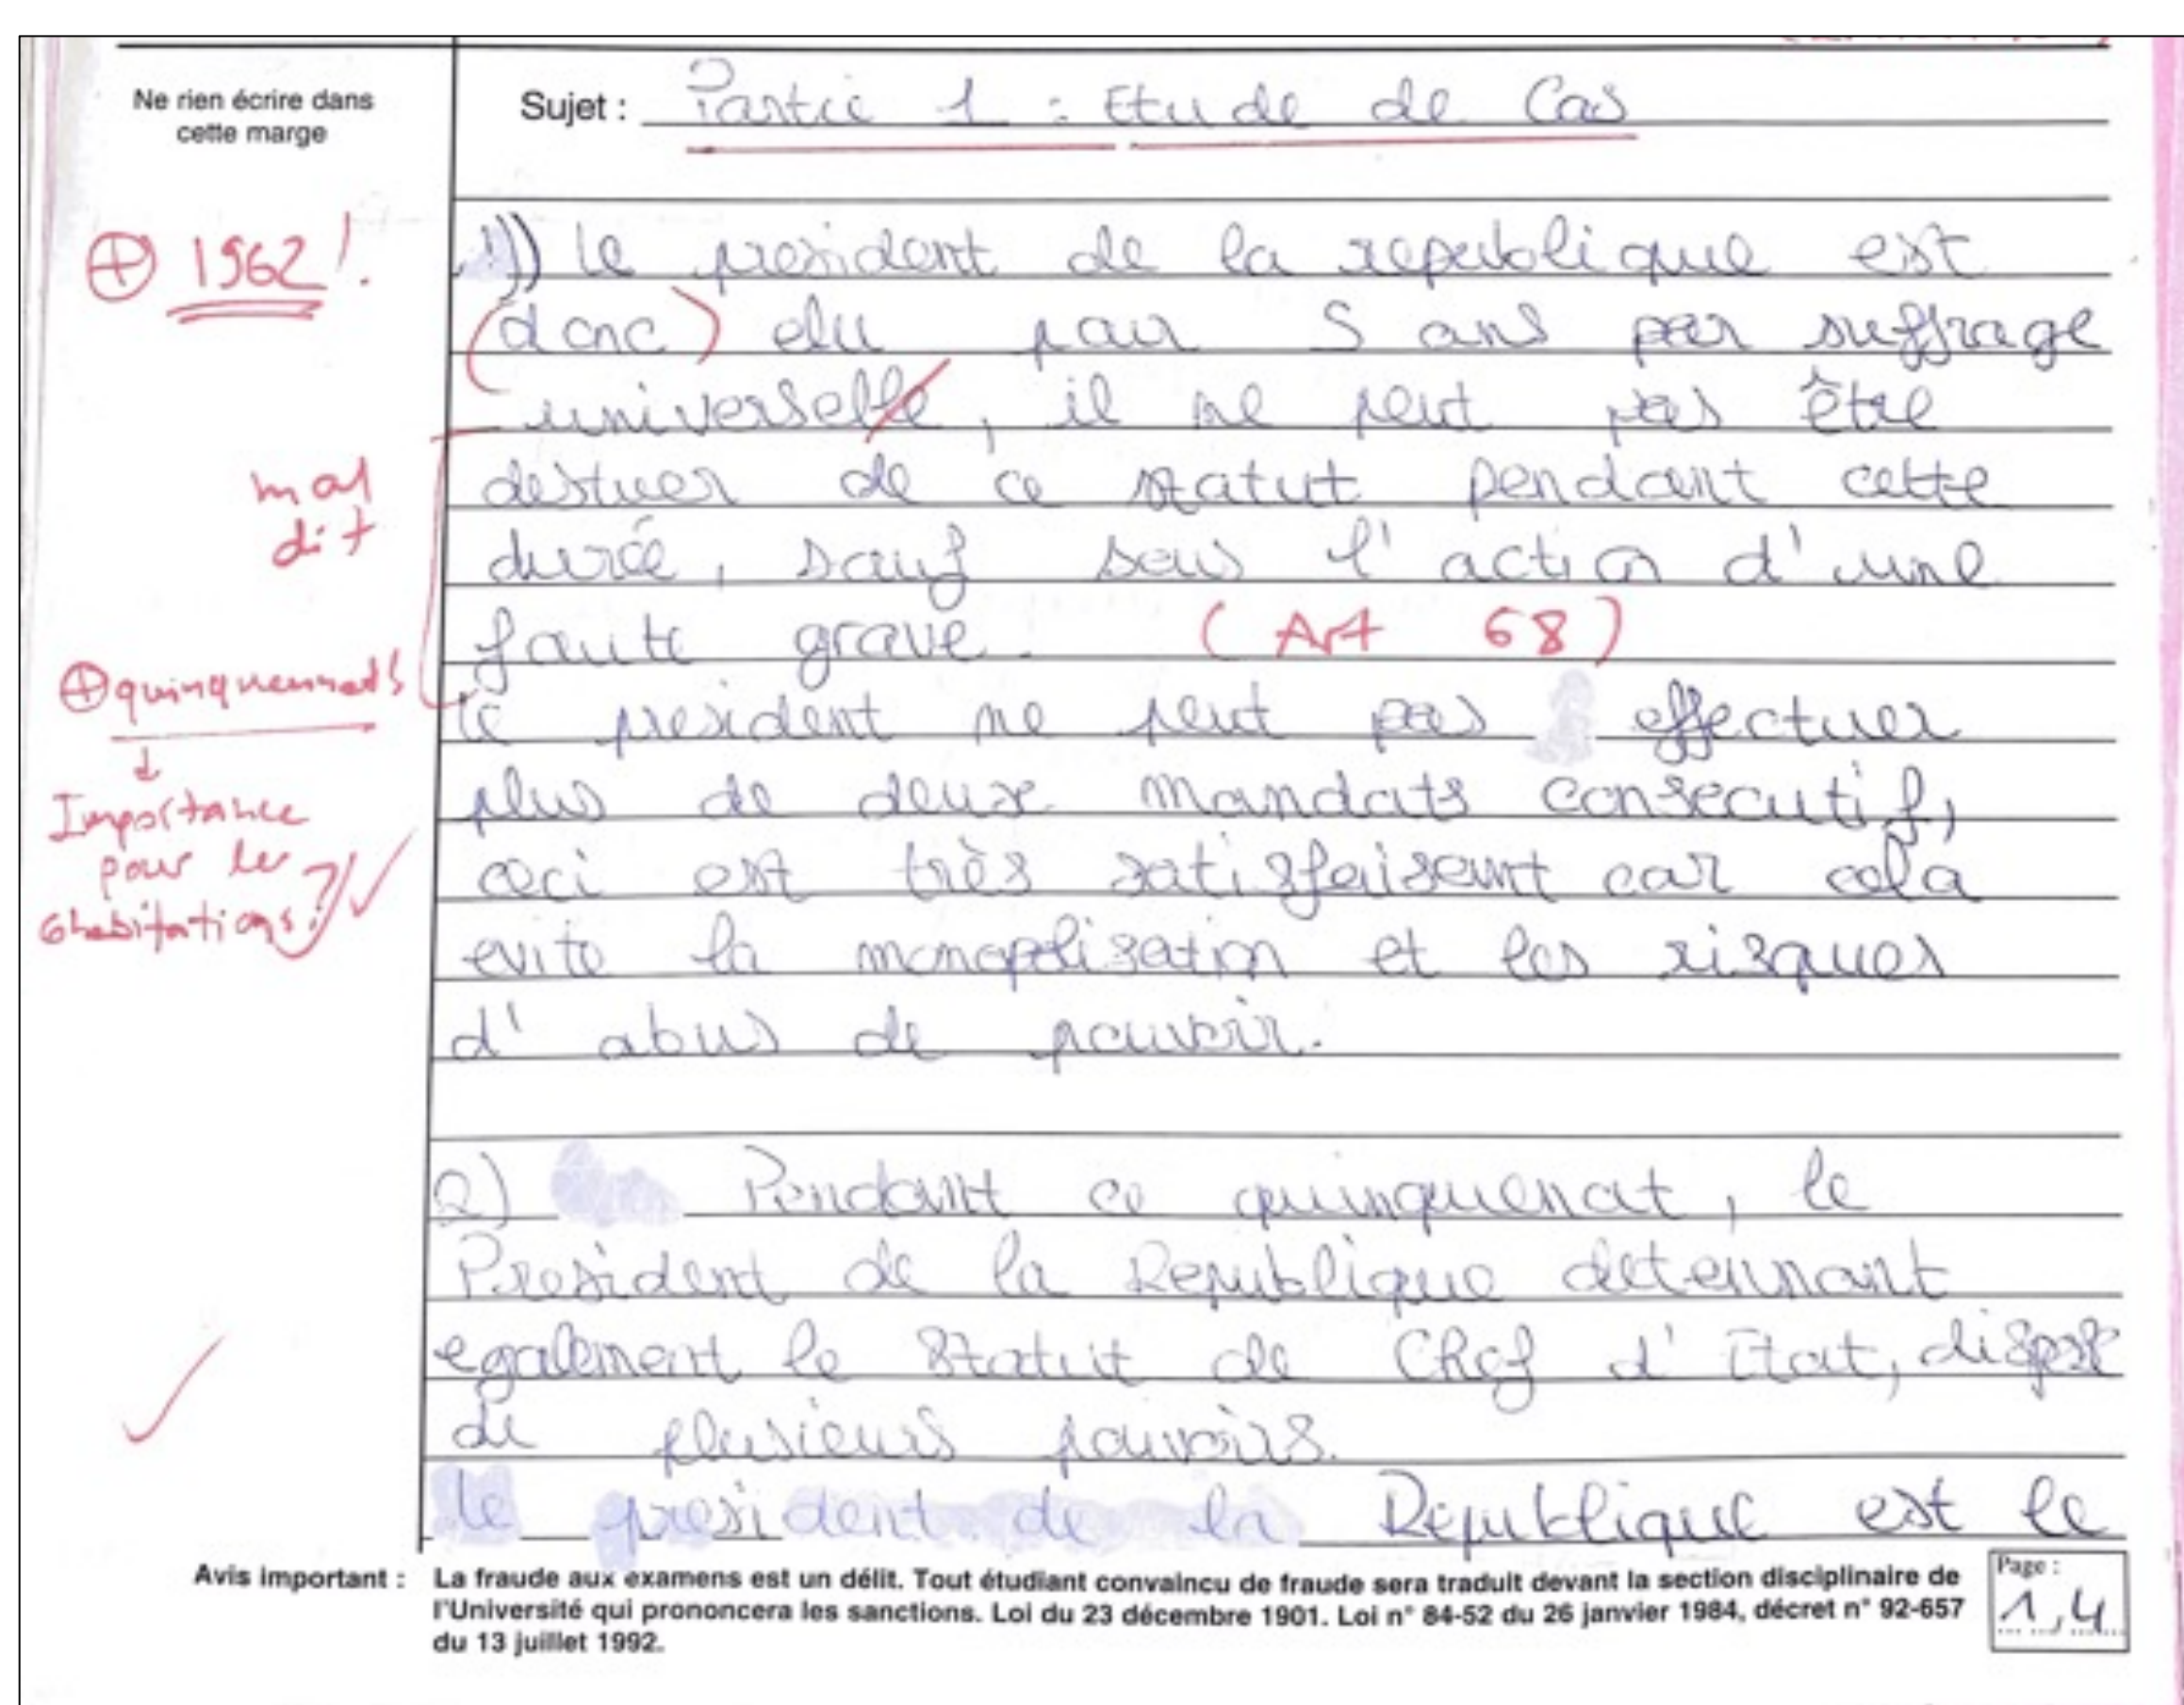 Ne rien écrire dans
cette marge
Sujet : Partie 1 : Etude de Cas
⊕ 1962 !
1)) le president de la republique est
(donc) elu pour 5 ans par suffrage
universelle, il ne peut pas être
mal
dit
destuer de ce statut pendant cette
durée, sauf sous l'action d'une
faute grave. (Art 68)
⊕ quinquennats
↓
Importance
pour les
cohabitations ?
le president ne peut pas effectuer
plus de deux mandats consecutif,
ceci est très satisfaisant car cela
evite la monopolisation et les risques
d'abus de pouvoir.
2) Pendant ce quinquenat, le
President de la Republique detennant
egalement le Statut de Chef d'Etat, dispose
de plusieurs pouvoirs.
le president de la Republique est le
Avis important : La fraude aux examens est un délit. Tout étudiant convaincu de fraude sera traduit devant la section disciplinaire de
l'Université qui prononcera les sanctions. Loi du 23 décembre 1901. Loi n° 84-52 du 26 janvier 1984, décret n° 92-657
du 13 juillet 1992.
Page :
1,4